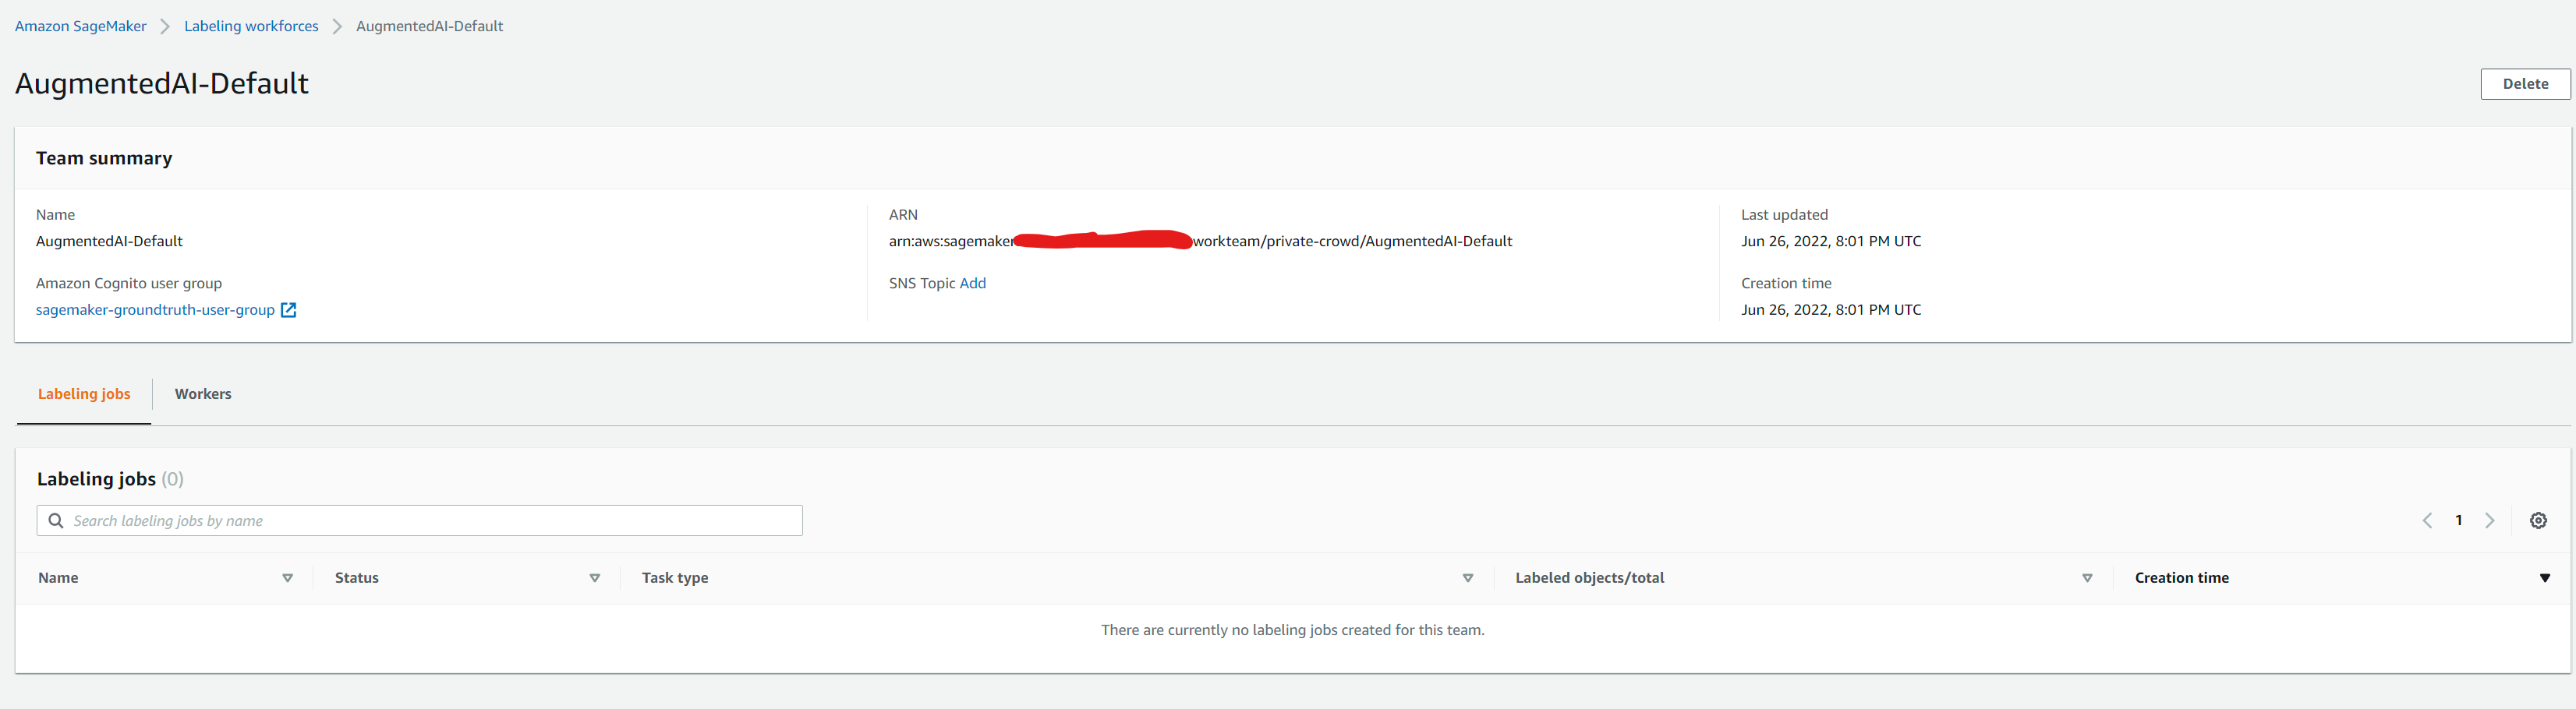 Amazon SageMaker > Labeling workforces > AugmentedAI-Default
AugmentedAI-Default
Delete
Team summary
Name
AugmentedAI-Default
Amazon Cognito user group
sagemaker-groundtruth-user-group
ARN
arn:aws:sagemaker workteam/private-crowd/AugmentedAI-Default
SNS Topic Add
Last updated
Jun 26, 2022, 8:01 PM UTC
Creation time
Jun 26, 2022, 8:01 PM UTC
Labeling jobs Workers
Labeling jobs (0)
Search labeling jobs by name
1
Name Status Task type Labeled objects/total Creation time
There are currently no labeling jobs created for this team.